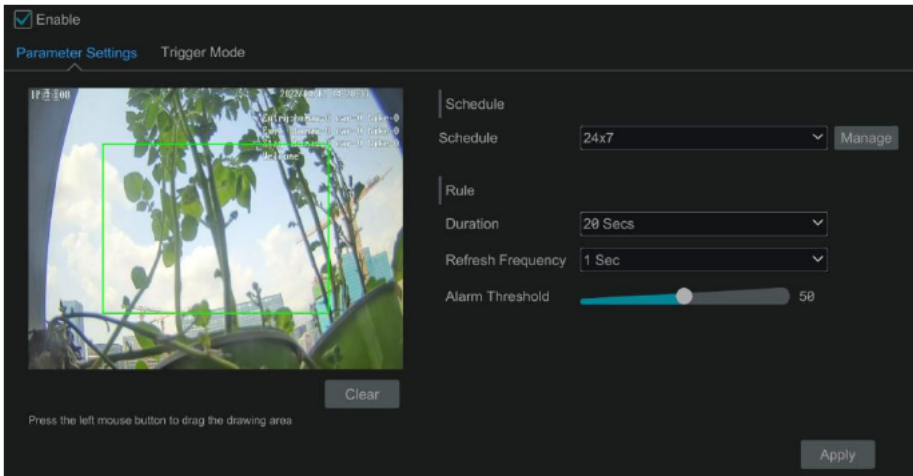 Enable
Parameter Settings
Trigger Mode
Schedule
Schedule
24x7
Manage
Rule
Duration
20 Secs
Refresh Frequency
1 Sec
Alarm Threshold
50
Welcome
Clear
Press the left mouse button to drag the drawing area
Apply